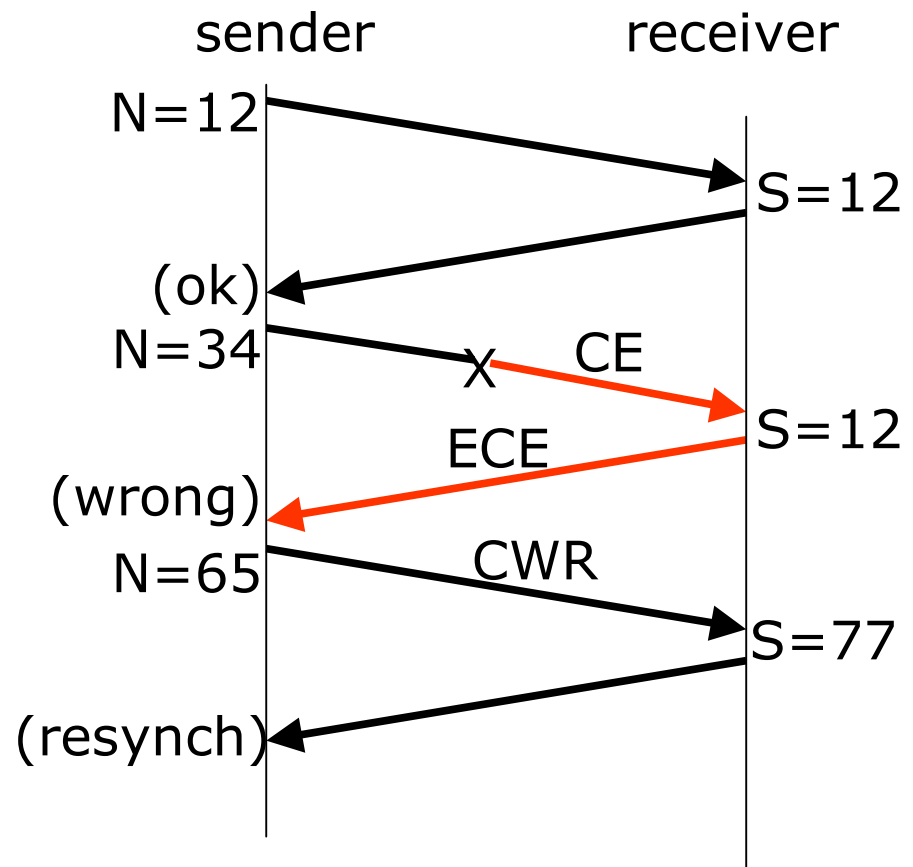 sender
receiver
N=12
S=12
(ok)
N=34
X
CE
S=12
ECE
(wrong)
CWR
N=65
S=77
(resynch)